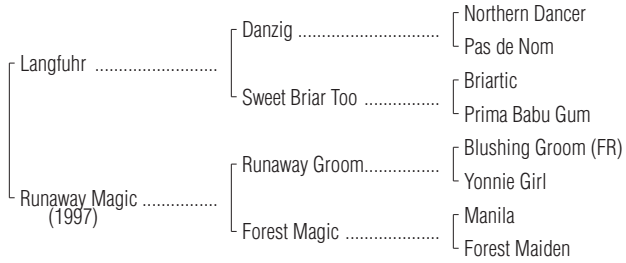 Northern Dancer
Danzig ................................
Pas de Nom
Langfuhr ...........................
Briartic
Sweet Briar Too .................
Prima Babu Gum
Blushing Groom (FR)
Runaway Groom.................
Yonnie Girl
Runaway Magic .................
(1997)
Manila
Forest Magic .....................
Forest Maiden